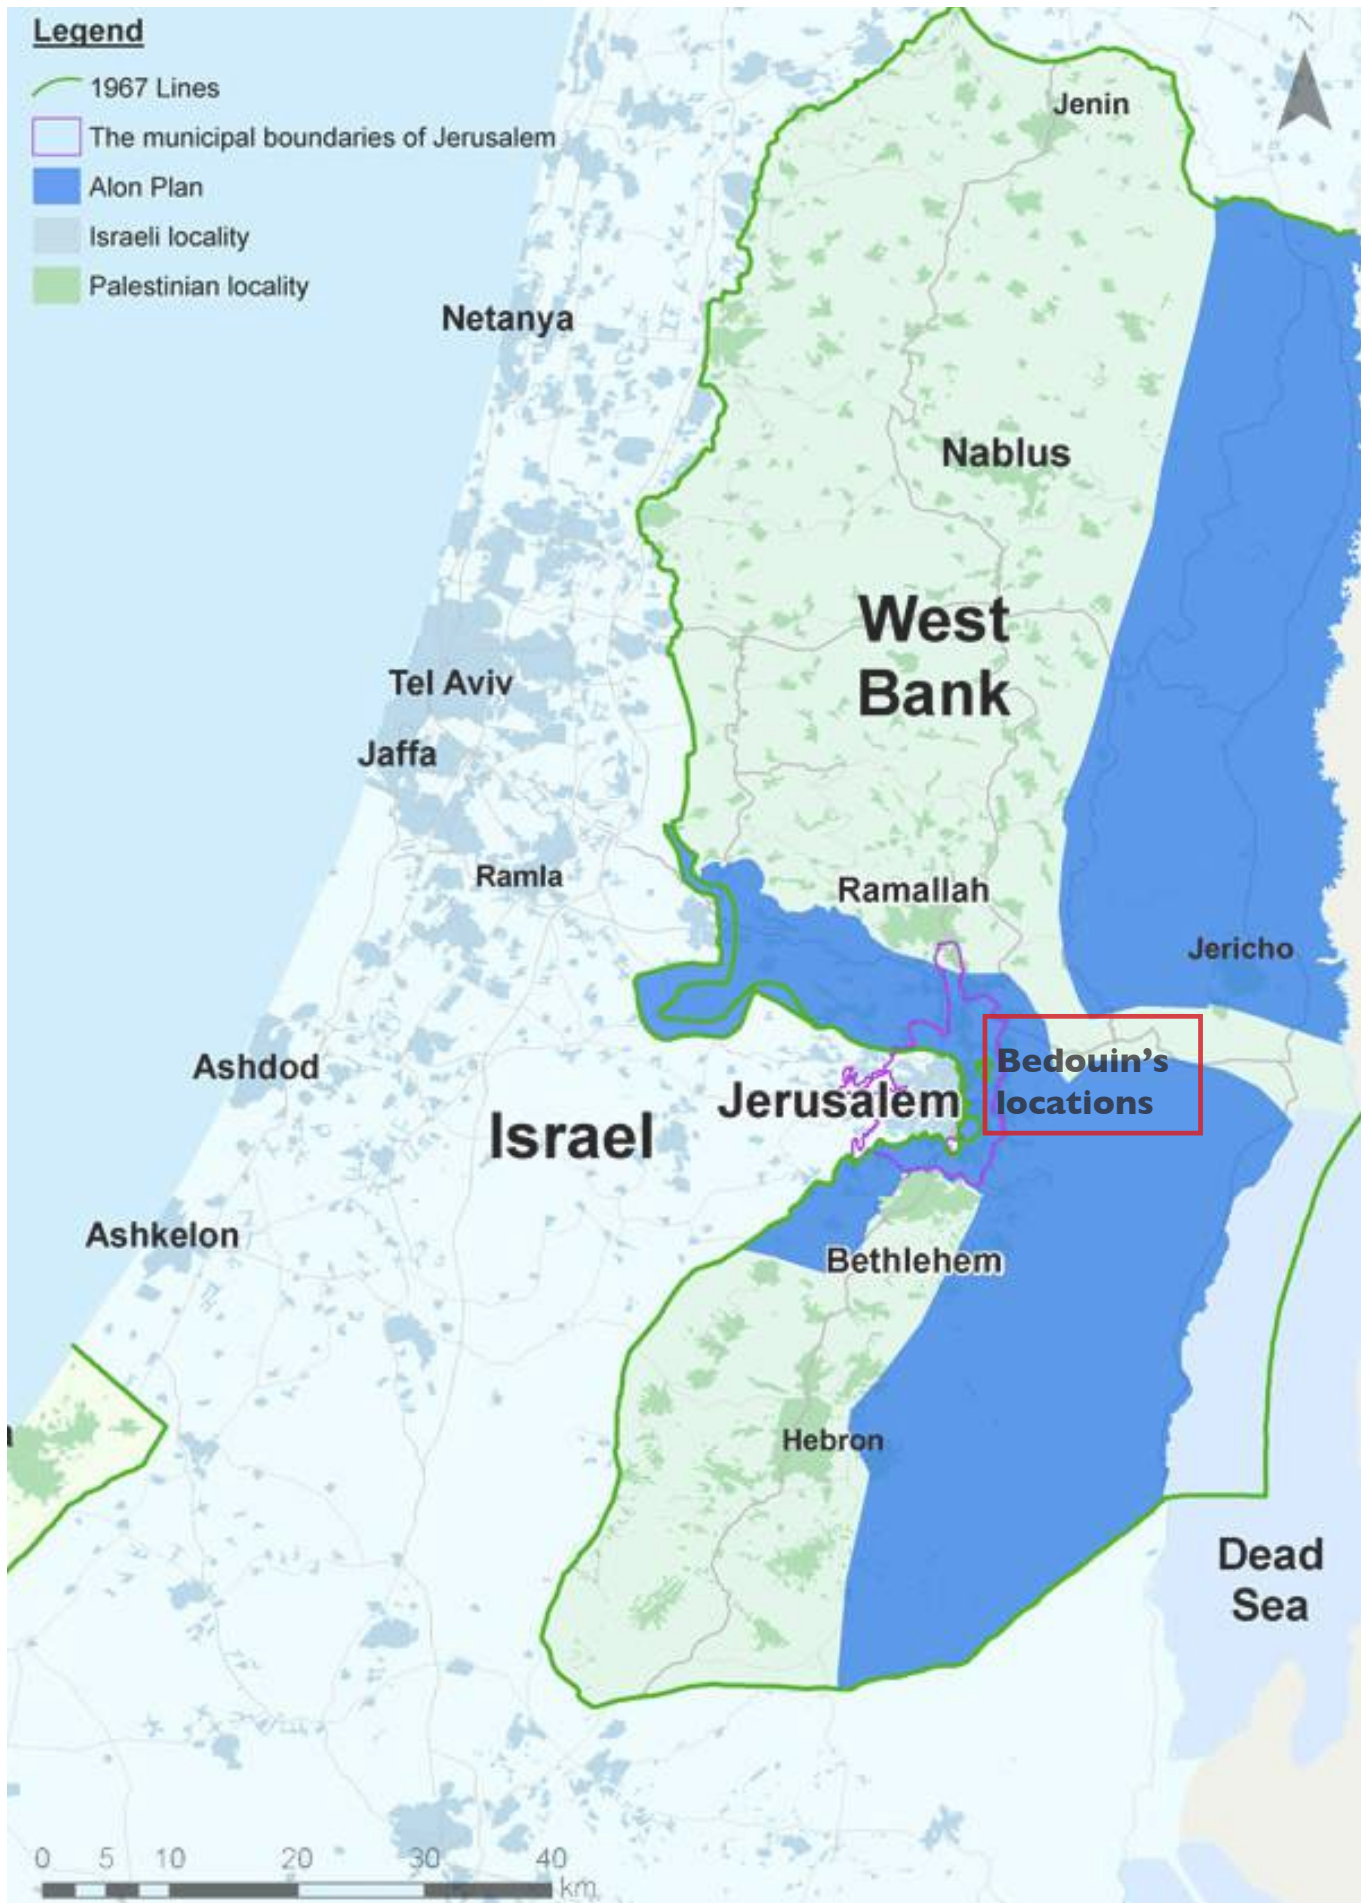 Legend
1967 Lines
The municipal boundaries of Jerusalem
Alon Plan
Israeli locality
Palestinian locality
Jenin
Netanya
Nablus
West
Bank
Tel Aviv
Jaffa
Ramla
Ramallah
Jericho
Bedouin's
locations
Ashdod
Jerusalem
Israel
Ashkelon
Bethlehem
Hebron
Dead
Sea
0 5 10 20 30 40
km